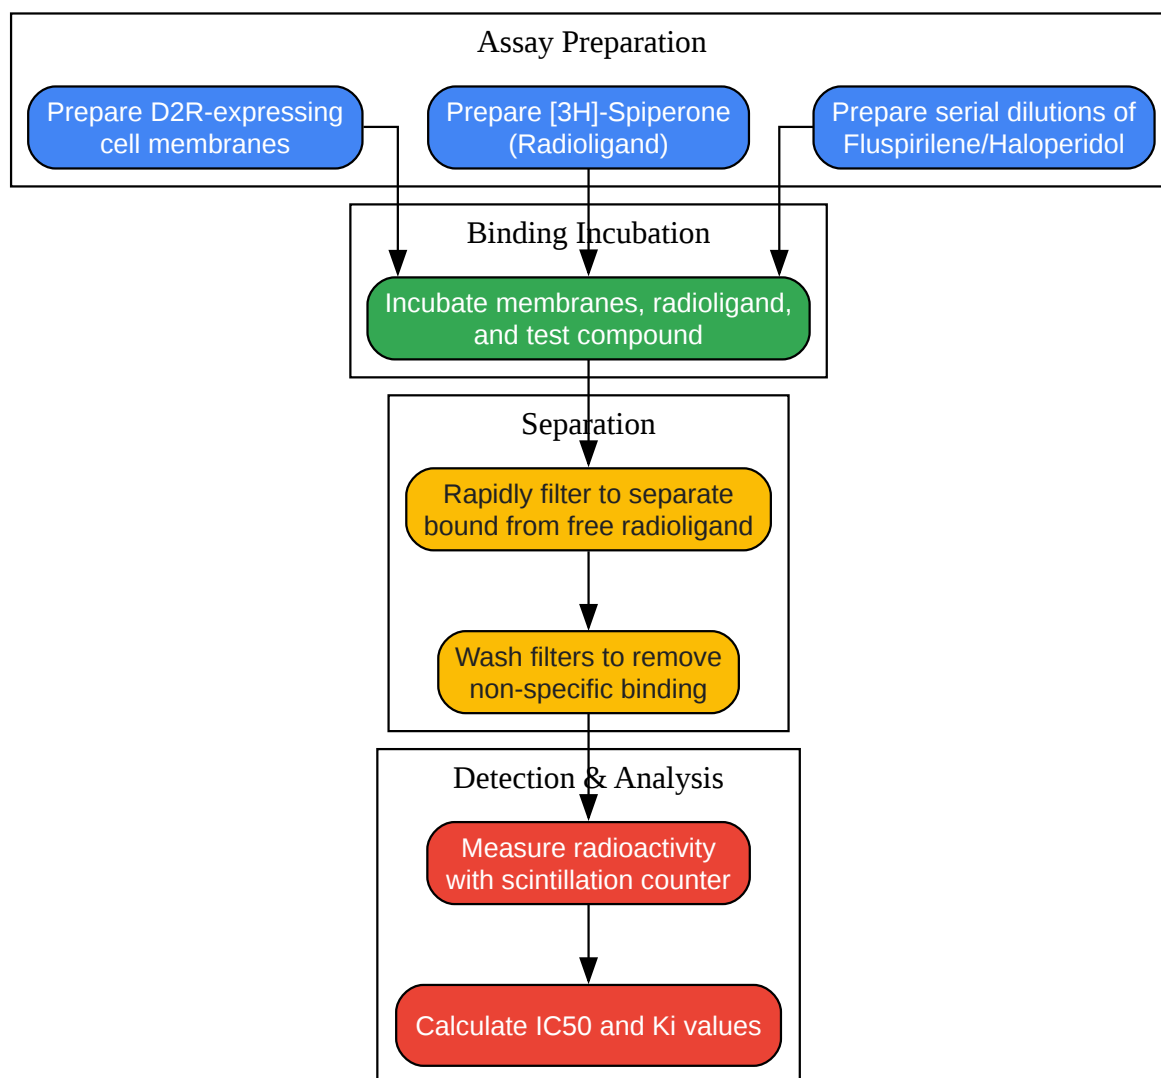 Assay Preparation
Prepare D2R-expressing
cell membranes
Prepare [3H]-Spiperone
(Radioligand)
Prepare serial dilutions of
Fluspirilene/Haloperidol
Binding Incubation
Incubate membranes, radioligand,
and test compound
Separation
Rapidly filter to separate
bound from free radioligand
Wash filters to remove
non-specific binding
Detection & Analysis
Measure radioactivity
with scintillation counter
Calculate IC50 and Ki values